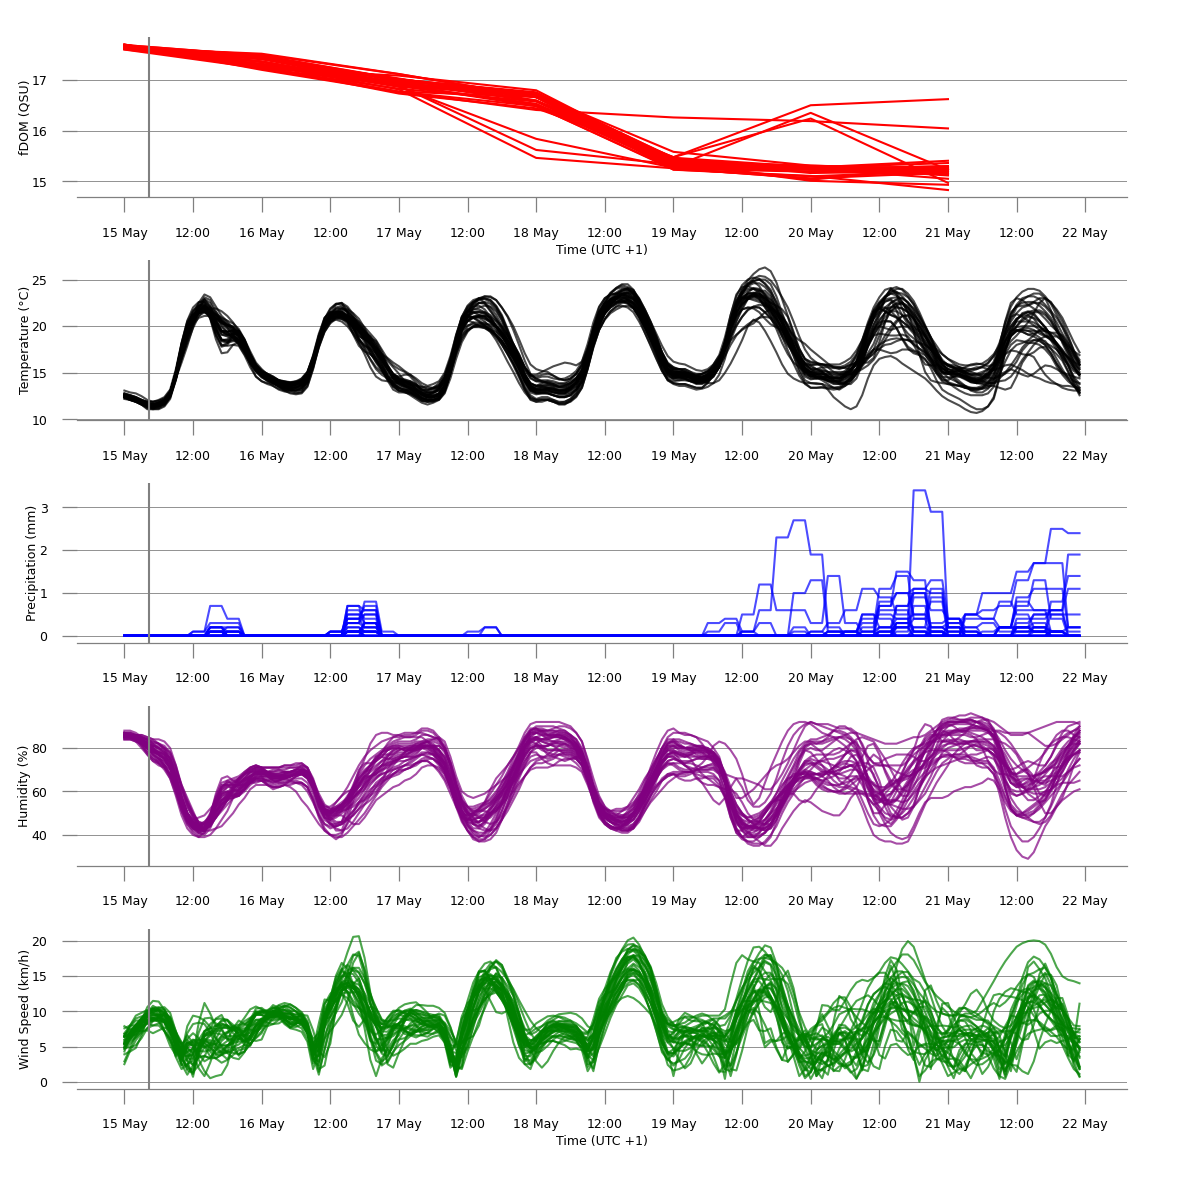 fDOM (QSU)
17
16
15
15 May 12:00 16 May 12:00 17 May 12:00 18 May 12:00 19 May 12:00 20 May 12:00 21 May 12:00 22 May
Time (UTC +1)
Temperature (°C)
25
20
15
10
15 May 12:00 16 May 12:00 17 May 12:00 18 May 12:00 19 May 12:00 20 May 12:00 21 May 12:00 22 May
Precipitation (mm)
3
2
1
0
15 May 12:00 16 May 12:00 17 May 12:00 18 May 12:00 19 May 12:00 20 May 12:00 21 May 12:00 22 May
Humidity (%)
80
60
40
15 May 12:00 16 May 12:00 17 May 12:00 18 May 12:00 19 May 12:00 20 May 12:00 21 May 12:00 22 May
Wind Speed (km/h)
20
15
10
5
0
15 May 12:00 16 May 12:00 17 May 12:00 18 May 12:00 19 May 12:00 20 May 12:00 21 May 12:00 22 May
Time (UTC +1)